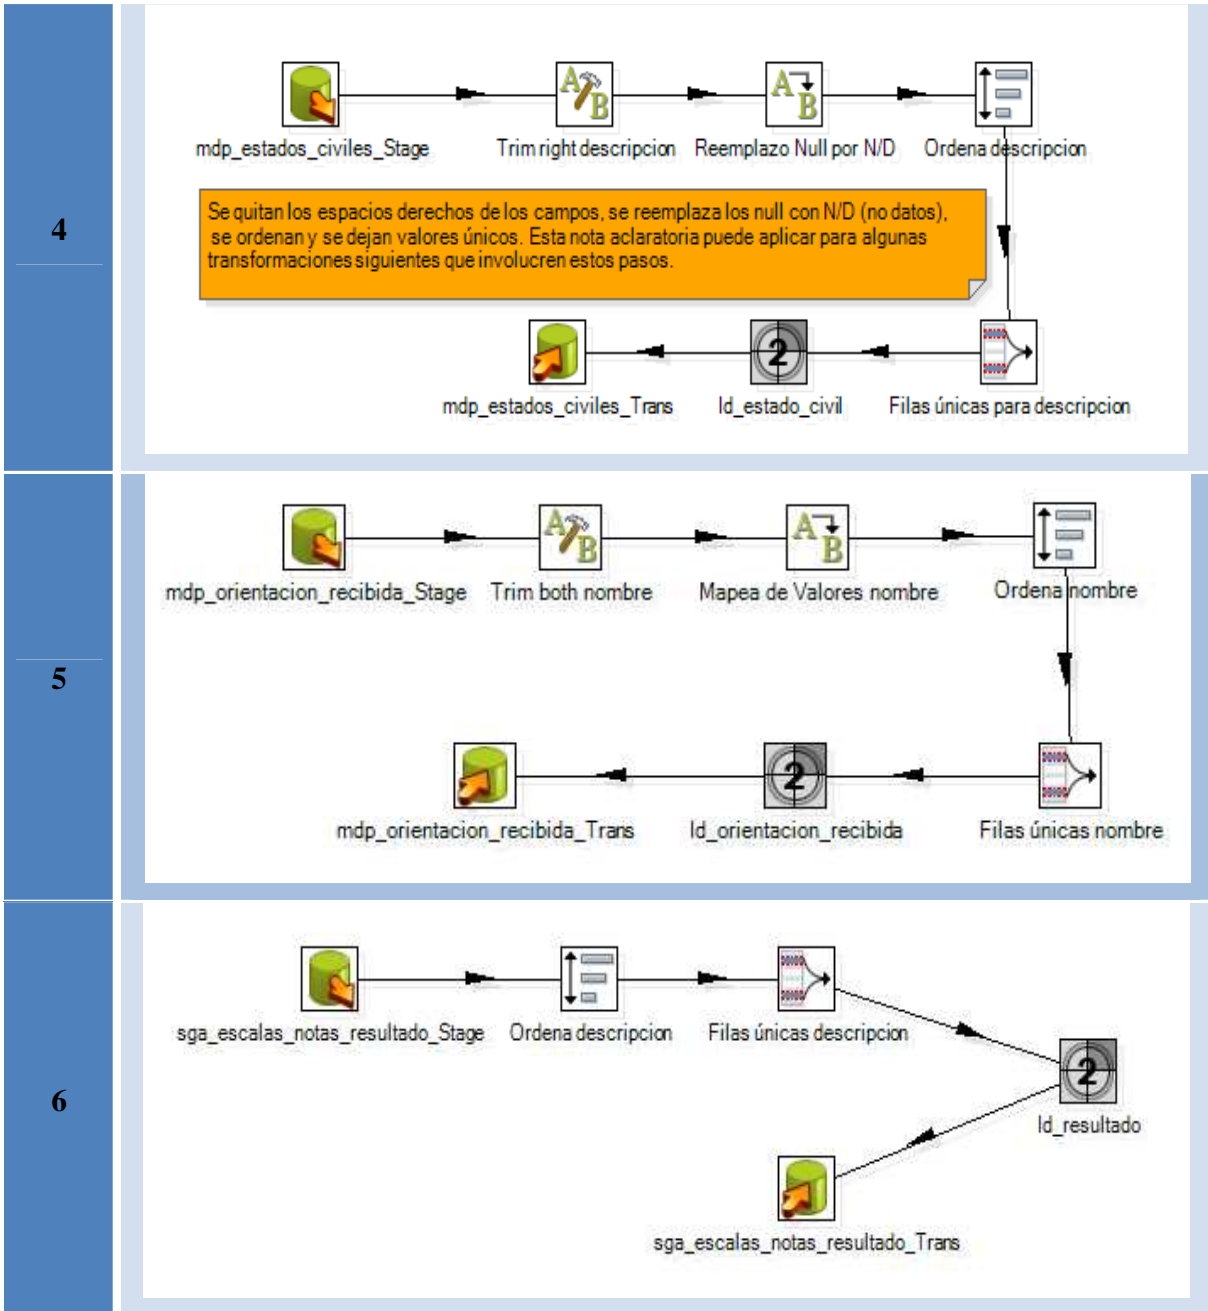 4
mdp_estados_civiles_Stage
Trim right descripcion
Reemplazo Null por N/D
Ordena descripcion
Se quitan los espacios derechos de los campos, se reemplaza los null con N/D (no datos),
se ordenan y se dejan valores únicos. Esta nota aclaratoria puede aplicar para algunas
transformaciones siguientes que involucren estos pasos.
mdp_estados_civiles_Trans
Id_estado_civil
Filas únicas para descripcion
5
mdp_orientacion_recibida_Stage
Trim both nombre
Mapea de Valores nombre
Ordena nombre
mdp_orientacion_recibida_Trans
Id_orientacion_recibida
Filas únicas nombre
6
sga_escalas_notas_resultado_Stage
Ordena descripcion
Filas únicas descripcion
Id_resultado
sga_escalas_notas_resultado_Trans